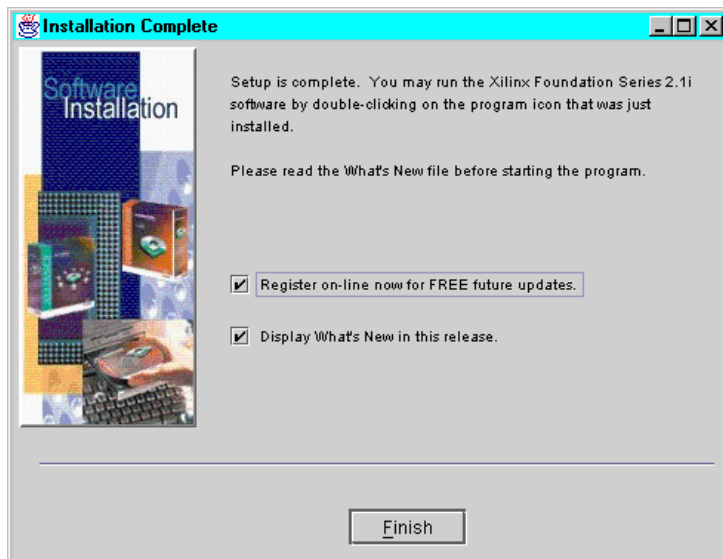 Installation Complete
Software
Installation
Setup is complete. You may run the Xilinx Foundation Series 2.1i
software by double-clicking on the program icon that was just
installed.
Please read the What's New file before starting the program.
Register on-line now for FREE future updates.
Display What's New in this release.
Finish